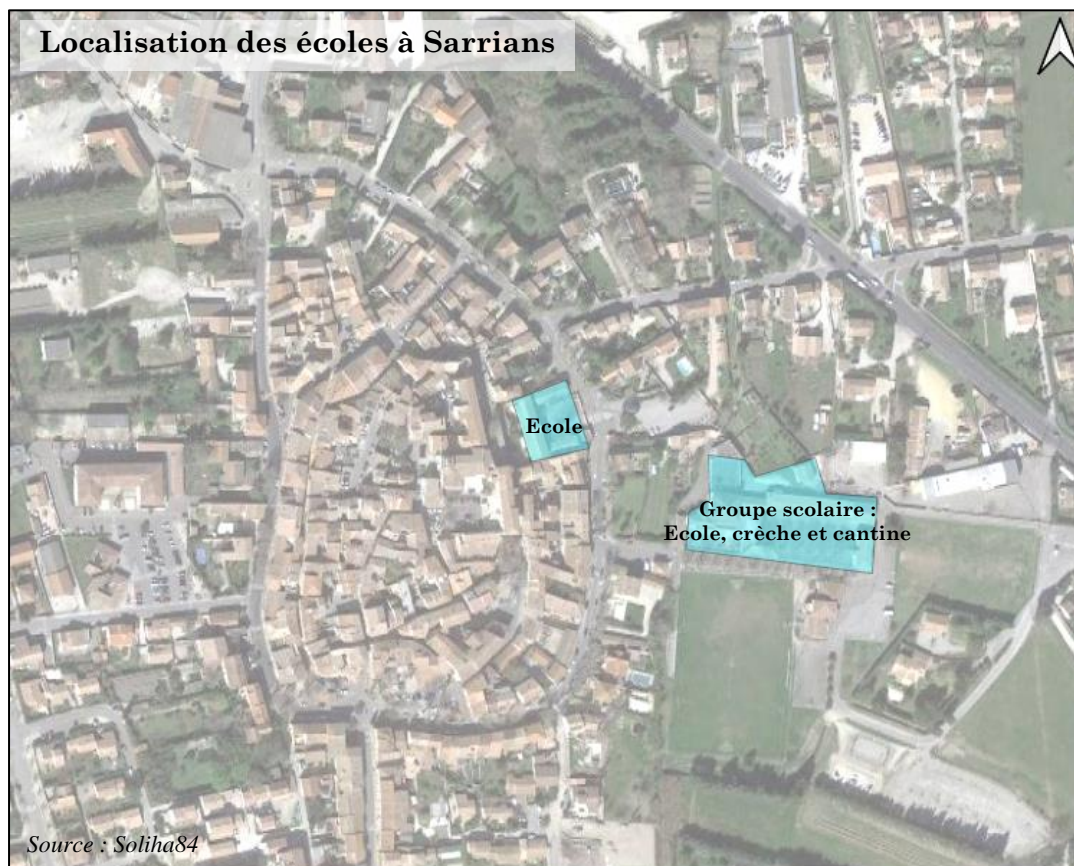 Localisation des écoles à Sarrians
Ecole
Groupe scolaire :
Ecole, crèche et cantine
Source : Soliha84